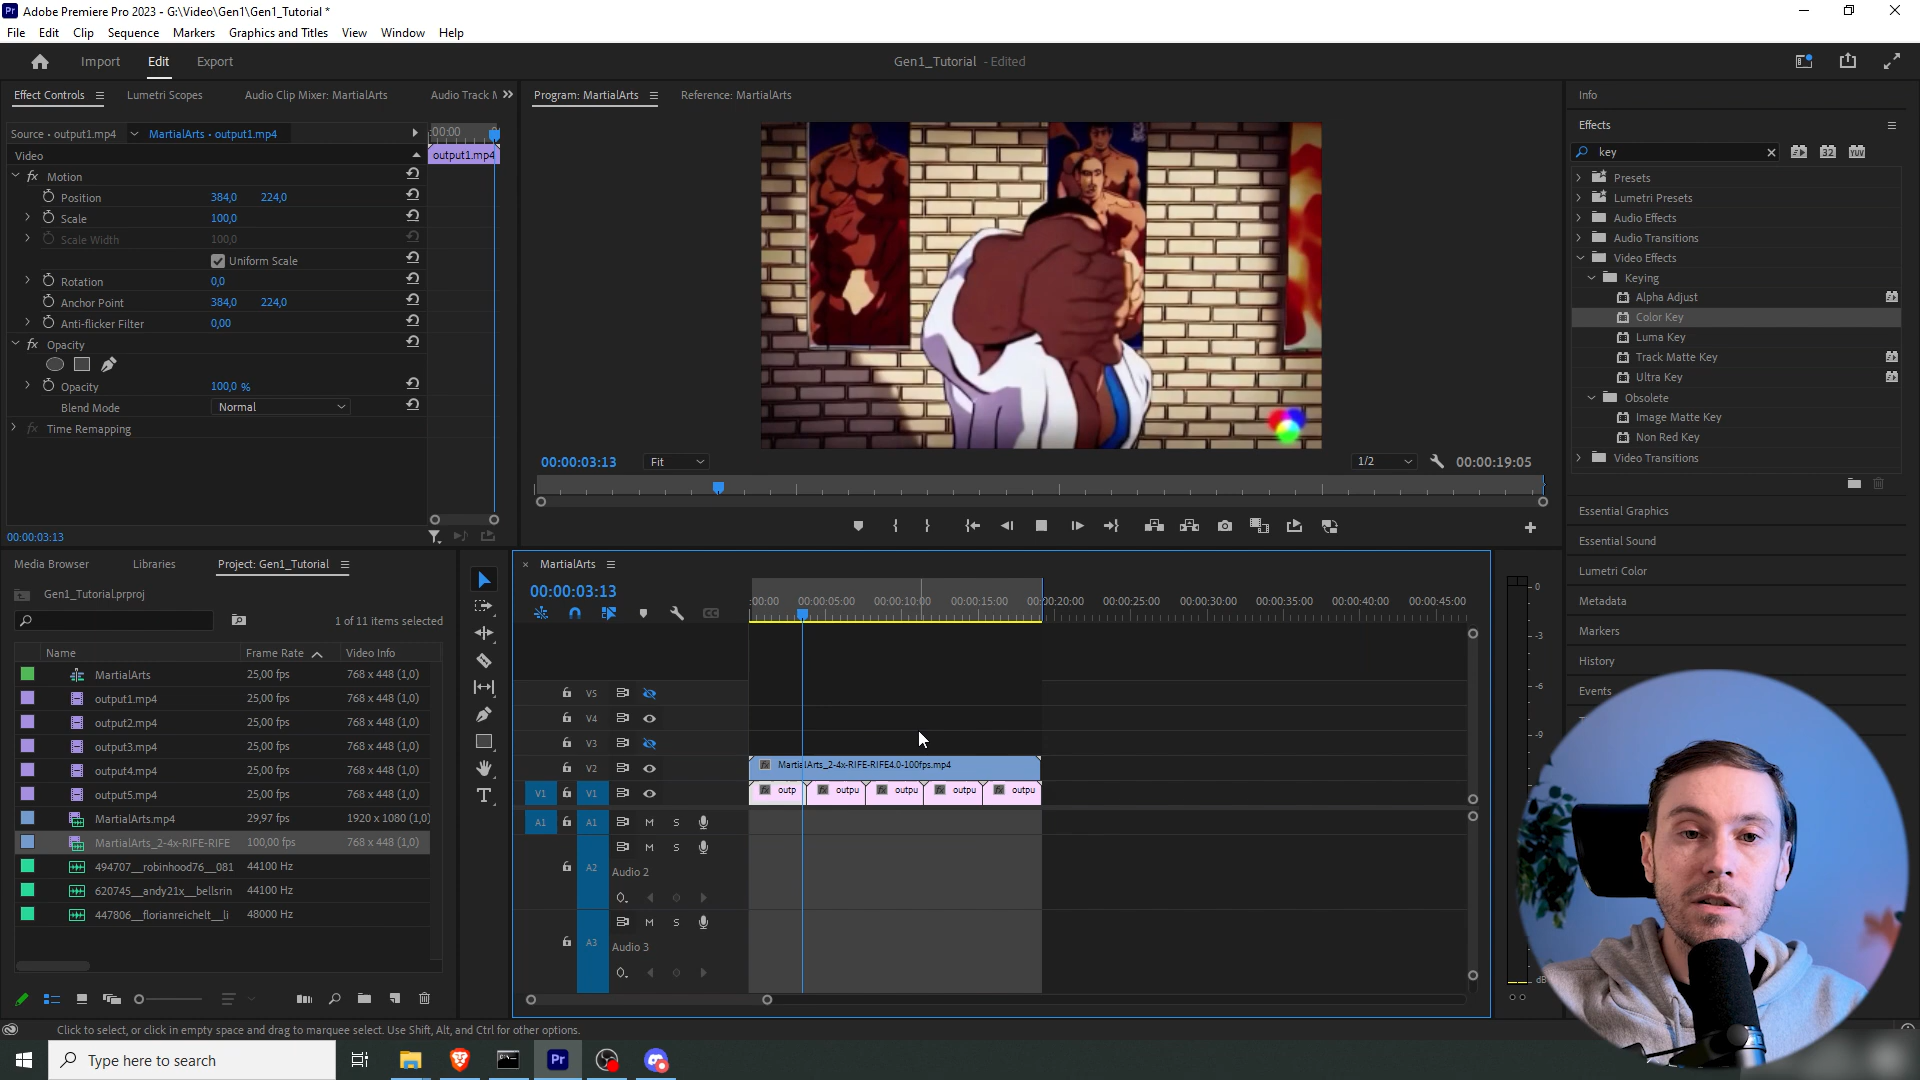 Adobe Premiere Pro 2023 - G:\Video\Gen1\Gen1_Tutorial *
File Edit Clip Sequence Markers Graphics and Titles View Window Help
Import Edit Export
Gen1_Tutorial - Edited
Effect Controls Lumetri Scopes Audio Clip Mixer: MartialArts Audio Track M
Source • output1.mp4 MartialArts • output1.mp4
:00:00
output1.mp4
Video
fx Motion
Position 384,0 224,0
Scale 100,0
Scale Width 100,0
Uniform Scale
Rotation 0,0
Anchor Point 384,0 224,0
Anti-flicker Filter 0,00
fx Opacity
Opacity 100,0 %
Blend Mode Normal
fx Time Remapping
00:00:03:13
Program: MartialArts Reference: MartialArts
00:00:03:13 Fit 1/2 00:00:19:05
Info
Effects
key
32 YUV
Presets
Lumetri Presets
Audio Effects
Audio Transitions
Video Effects
Keying
Alpha Adjust
Color Key
Luma Key
Track Matte Key
Ultra Key
Obsolete
Image Matte Key
Non Red Key
Video Transitions
Essential Graphics
Essential Sound
Lumetri Color
Metadata
Markers
History
Events
Media Browser Libraries Project: Gen1_Tutorial
Gen1_Tutorial.prproj
1 of 11 items selected
Name Frame Rate Video Info
MartialArts 25,00 fps 768 x 448 (1,0)
output1.mp4 25,00 fps 768 x 448 (1,0)
output2.mp4 25,00 fps 768 x 448 (1,0)
output3.mp4 25,00 fps 768 x 448 (1,0)
output4.mp4 25,00 fps 768 x 448 (1,0)
output5.mp4 25,00 fps 768 x 448 (1,0)
MartialArts.mp4 29,97 fps 1920 x 1080 (1,0)
MartialArts_2-4x-RIFE-RIFE 100,00 fps 768 x 448 (1,0)
494707__robinhood76__081 44100 Hz
620745__andy21x__bellsrin 44100 Hz
447806__florianreichelt__li 48000 Hz
MartialArts
00:00:03:13
:00:00 00:00:05:00 00:00:10:00 00:00:15:00 00:00:20:00 00:00:25:00 00:00:30:00 00:00:35:00 00:00:40:00 00:00:45:00
V5
V4
V3
V2 MartialArts_2-4x-RIFE-RIFE4.0-100fps.mp4
V1 V1 outp outpu outpu outpu outpu
A1 A1 M S
A2 M S
Audio 2
A3 M S
Audio 3
0
-3
-6
-9
dB
Click to select, or click in empty space and drag to marquee select. Use Shift, Alt, and Ctrl for other options.
Type here to search
Pr